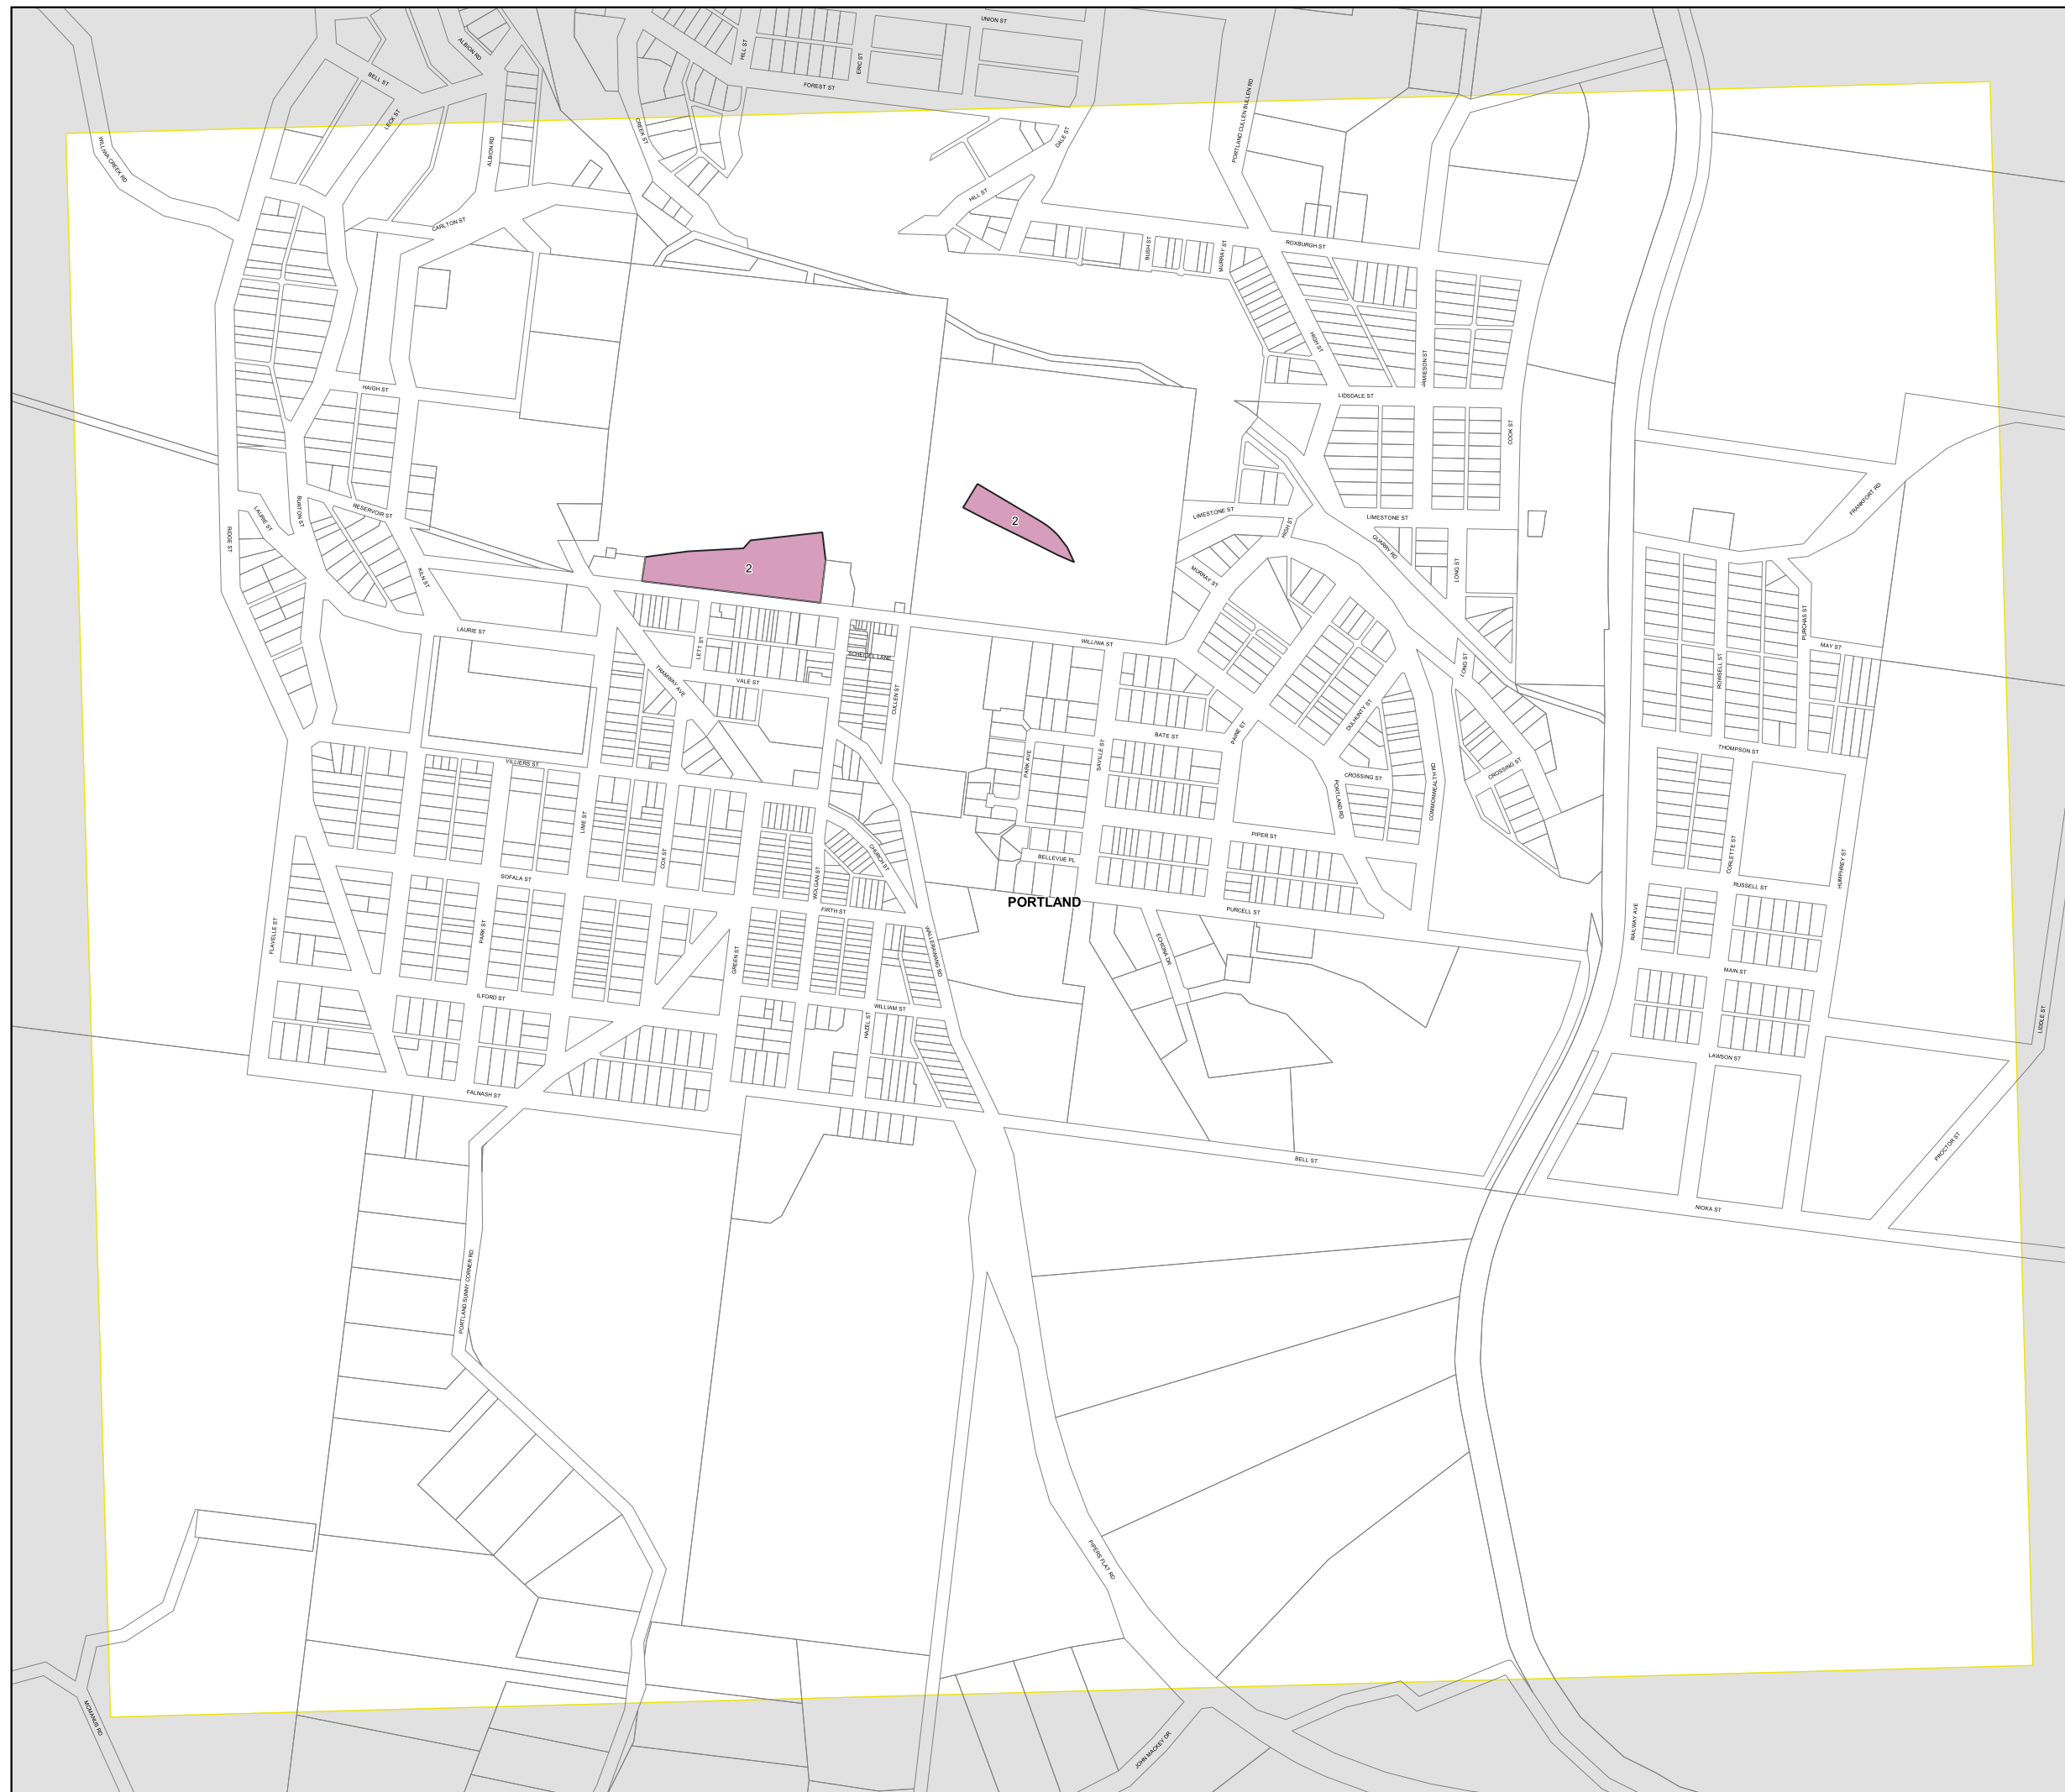 UNION ST
ALBION RD
HILL ST
ERIC ST
BELL ST
FOREST ST
PORTLAND CULLEN BULLEN RD
LECK ST
CREEK ST
DALE ST
WILLIWA CREEK RD
ALBION RD
HILL ST
CARLTON ST
BUSH ST
MURRAY ST
ROXBURGH ST
HIGH ST
JAMIESON ST
HAIGH ST
LIDSDALE ST
COOK ST
FRANKFORT RD
BURTON ST
RESERVOIR ST
LAURIE ST
LIMESTONE ST
LIMESTONE ST
2
HIGH ST
RIDGE ST
QUARRY RD
2
KILN ST
MURRAY ST
LONG ST
PURCHAS ST
LAURIE ST
WILLIWA ST
MAY ST
LETT ST
SCHEIDEL LANE
LONG ST
ROWSELL ST
TRAMWAY AVE
VALE ST
CULLEN ST
DULHUNTY ST
PAINE ST
BATE ST
THOMPSON ST
SAVILLE ST
PARK AVE
VILLIERS ST
CROSSING ST
CROSSING ST
COMMONWEALTH RD
PORTLAND RD
LIME ST
PIPER ST
COX ST
CHURCH ST
BELLEVUE PL
CORLETTE ST
HUMPHREY ST
SOFALA ST
WOLGAN ST
RUSSELL ST
PORTLAND
FIRTH ST
PURCELL ST
RAILWAY AVE
FLAVELLE ST
PARK ST
GREEN ST
WALLERAWANG RD
ECHIDNA DR
MAIN ST
ILFORD ST
WILLIAM ST
HAZEL ST
LIDDLE ST
LAWSON ST
FALNASH ST
BELL ST
PROCTOR ST
NIOKA ST
PORTLAND SUNNY CORNER RD
PIPERS FLAT RD
MCMANUS RD
JOHN MACKEY DR